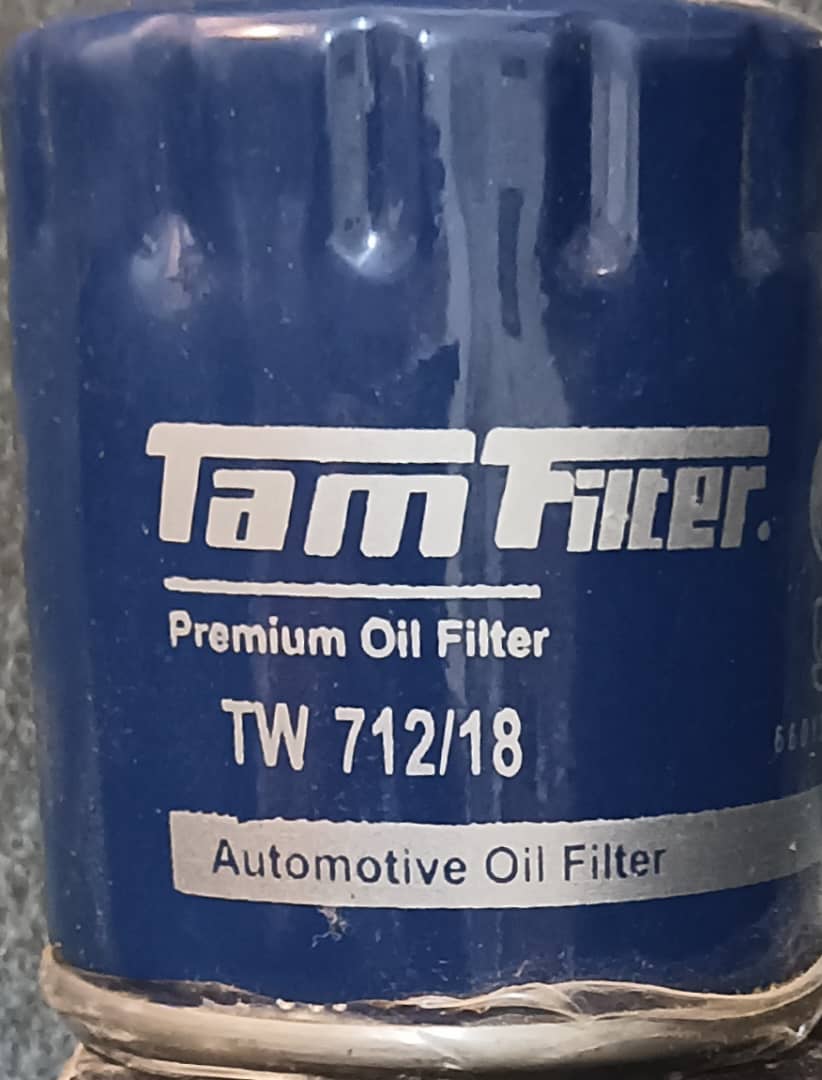 Tam Filter.
Premium Oil Filter
TW 712/18
Automotive Oil Filter